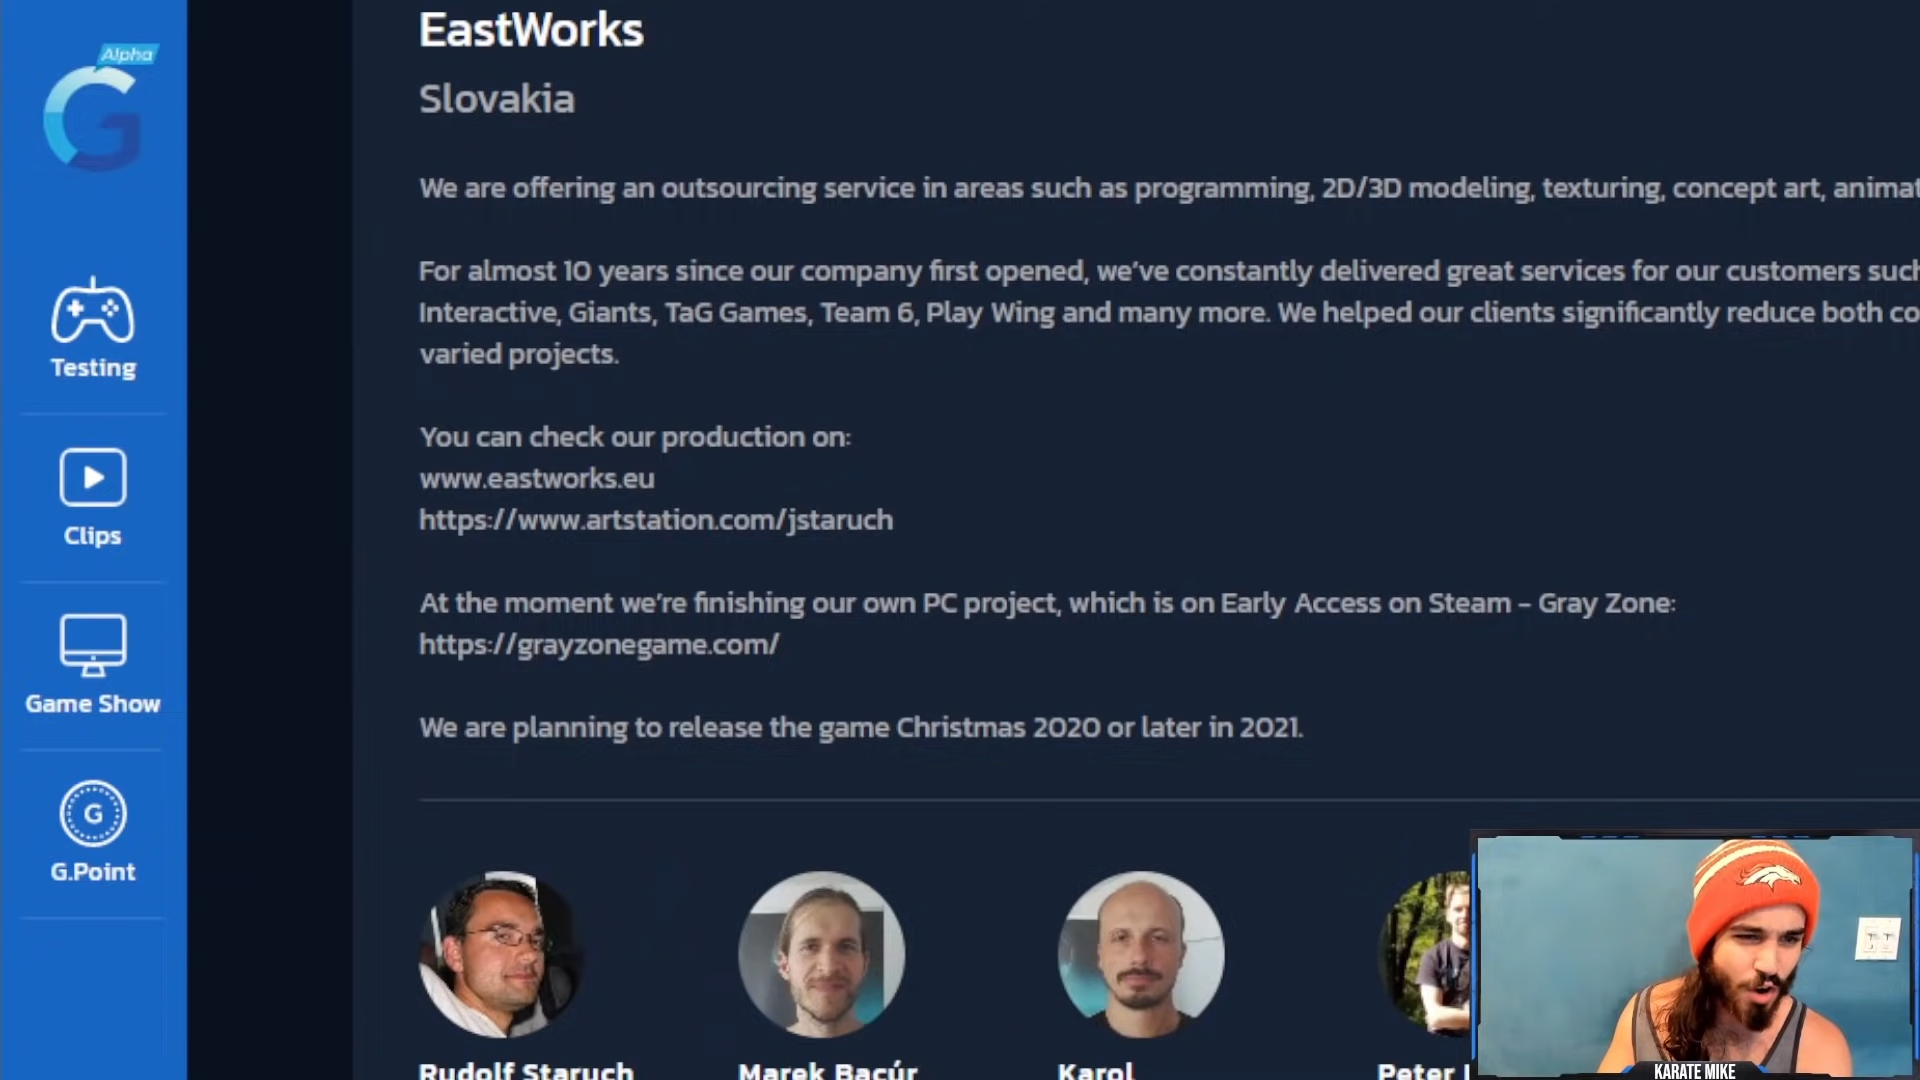 Alpha
G
Testing
Clips
Game Show
G
G.Point
EastWorks
Slovakia
We are offering an outsourcing service in areas such as programming, 2D/3D modeling, texturing, concept art,
For almost 10 years since our company first opened, we've constantly delivered great services for our customers such
Interactive, Giants, TaG Games, Team 6, Play Wing and many more. We helped our clients significantly reduce both
varied projects.
You can check our production on:
www.eastworks.eu
https://www.artstation.com/jstaruch
At the moment we're finishing our own PC project, which is on Early Access on Steam - Gray Zone:
https://grayzonegame.com/
We are planning to release the game Christmas 2020 or later in 2021.
Rudolf Staruch
Marek Bacúr
Karol
Peter
KARATE MIKE